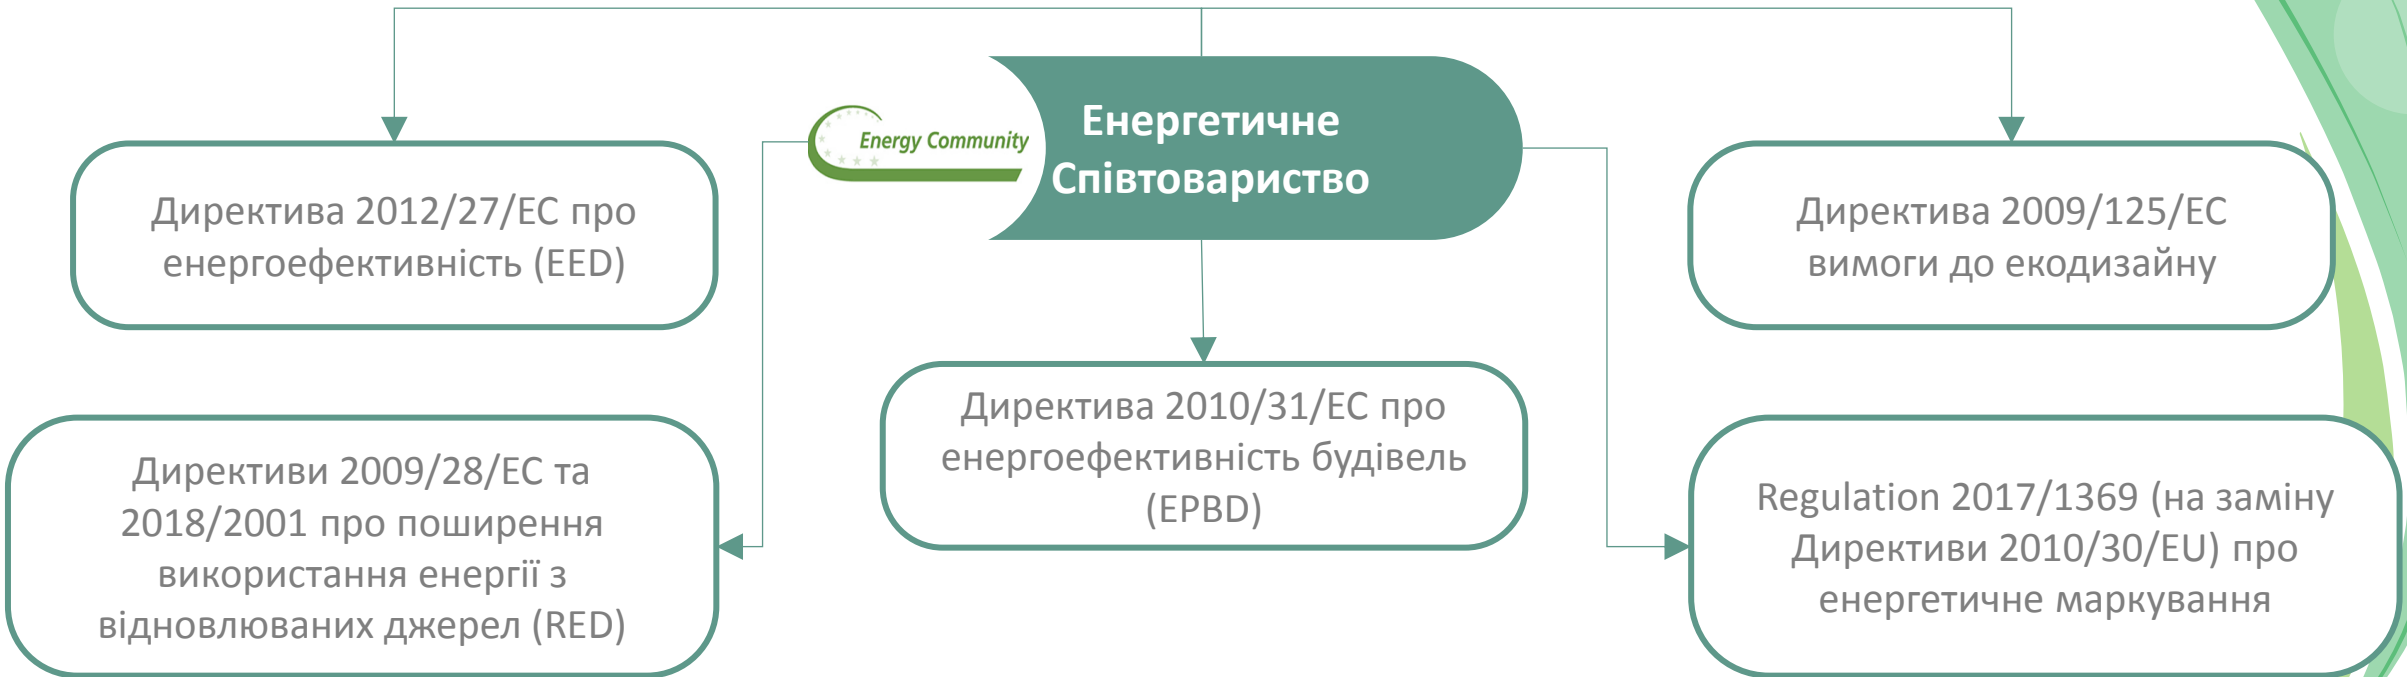 Енергетичне
Співтовариство
Energy Community
Директива 2012/27/ЕС про
енергоефективність (EED)
Директива 2009/125/ЕС
вимоги до екодизайну
Директива 2010/31/ЕС про
енергоефективність будівель
(EPBD)
Директиви 2009/28/ЕС та
2018/2001 про поширення
використання енергії з
відновлюваних джерел (RED)
Regulation 2017/1369 (на заміну
Директиви 2010/30/EU) про
енергетичне маркування